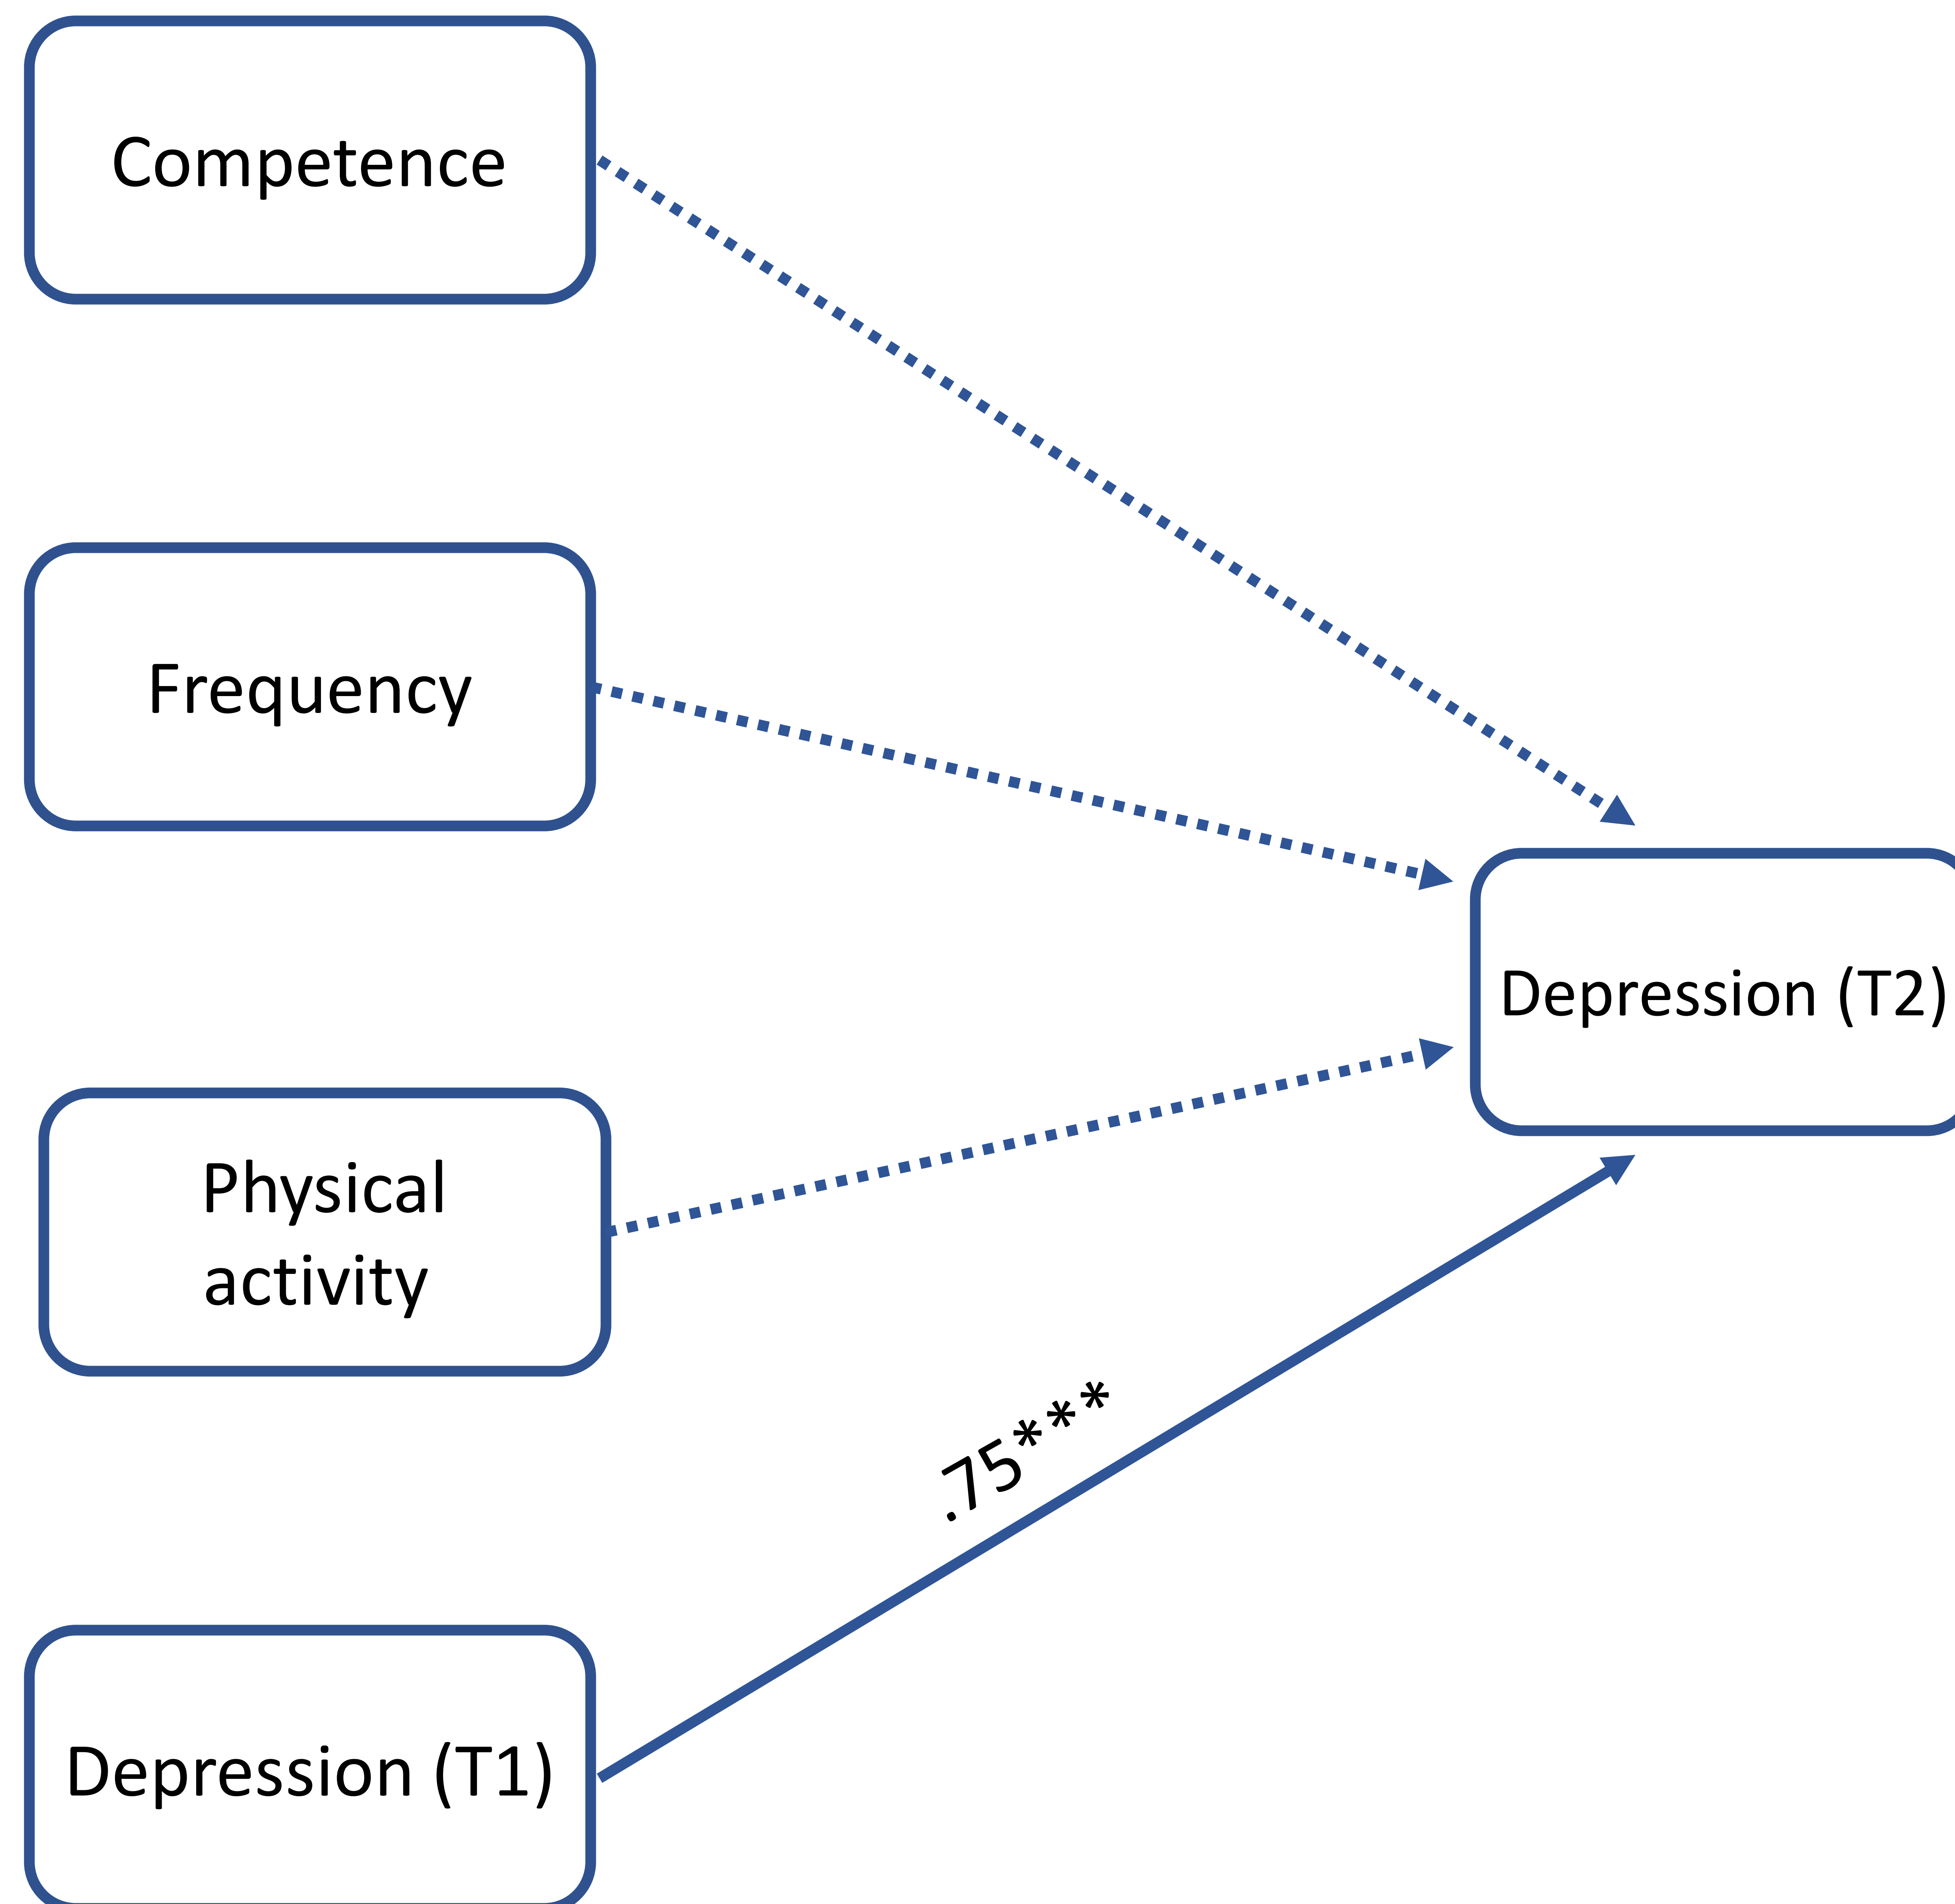 Competence
Frequency
Depression (T2)
Physical
activity
.75***
Depression (T1)